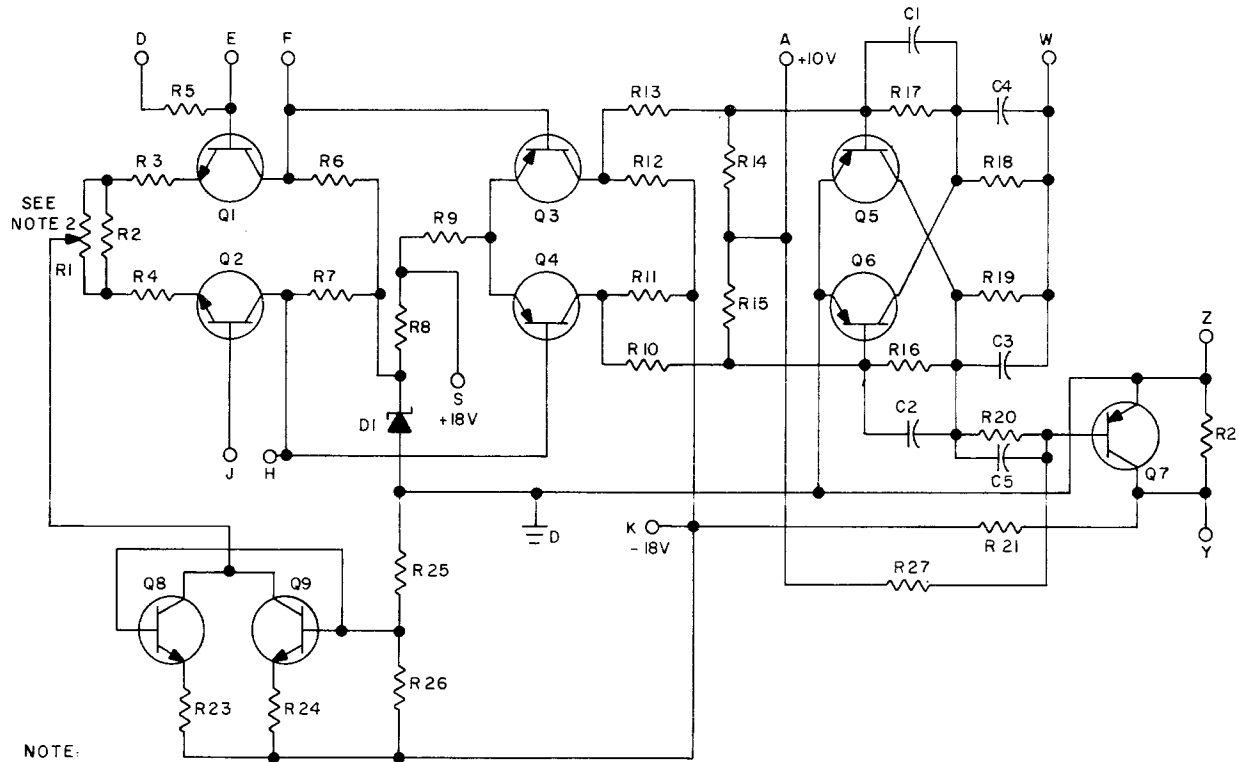 C1
D E F A +10V W
R5 R13 R17 C4
R3 R6 R12 R14 R18
SEE
NOTE 2
Q1 Q3 Q5
R1 R2 R9
Q2 Q4 Q6
R4 R7 R8 R11 R15 R19
R10 R16 C3 Z
S
+18V
D1 C2 R20 R2
J H C5 Q7
D K
-18V
R21 Y
R25 R27
Q8 Q9
R26
R23 R24
NOTE: